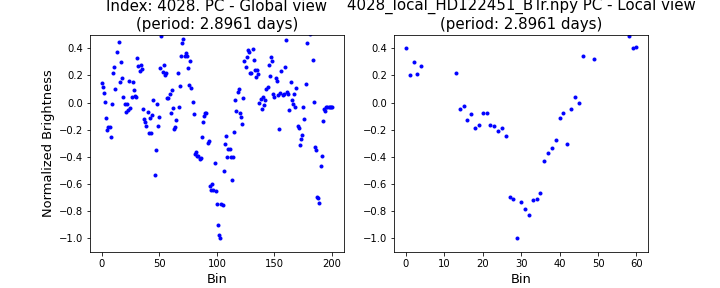 Index: 4028. PC - Global view
(period: 2.8961 days)
4028_local_HD122451_BTr.npy PC - Local view
(period: 2.8961 days)
Normalized Brightness
0.4
0.2
0.0
−0.2
−0.4
−0.6
−0.8
−1.0
0 50 100 150 200
Bin
0.4
0.2
0.0
−0.2
−0.4
−0.6
−0.8
−1.0
0 10 20 30 40 50 60
Bin